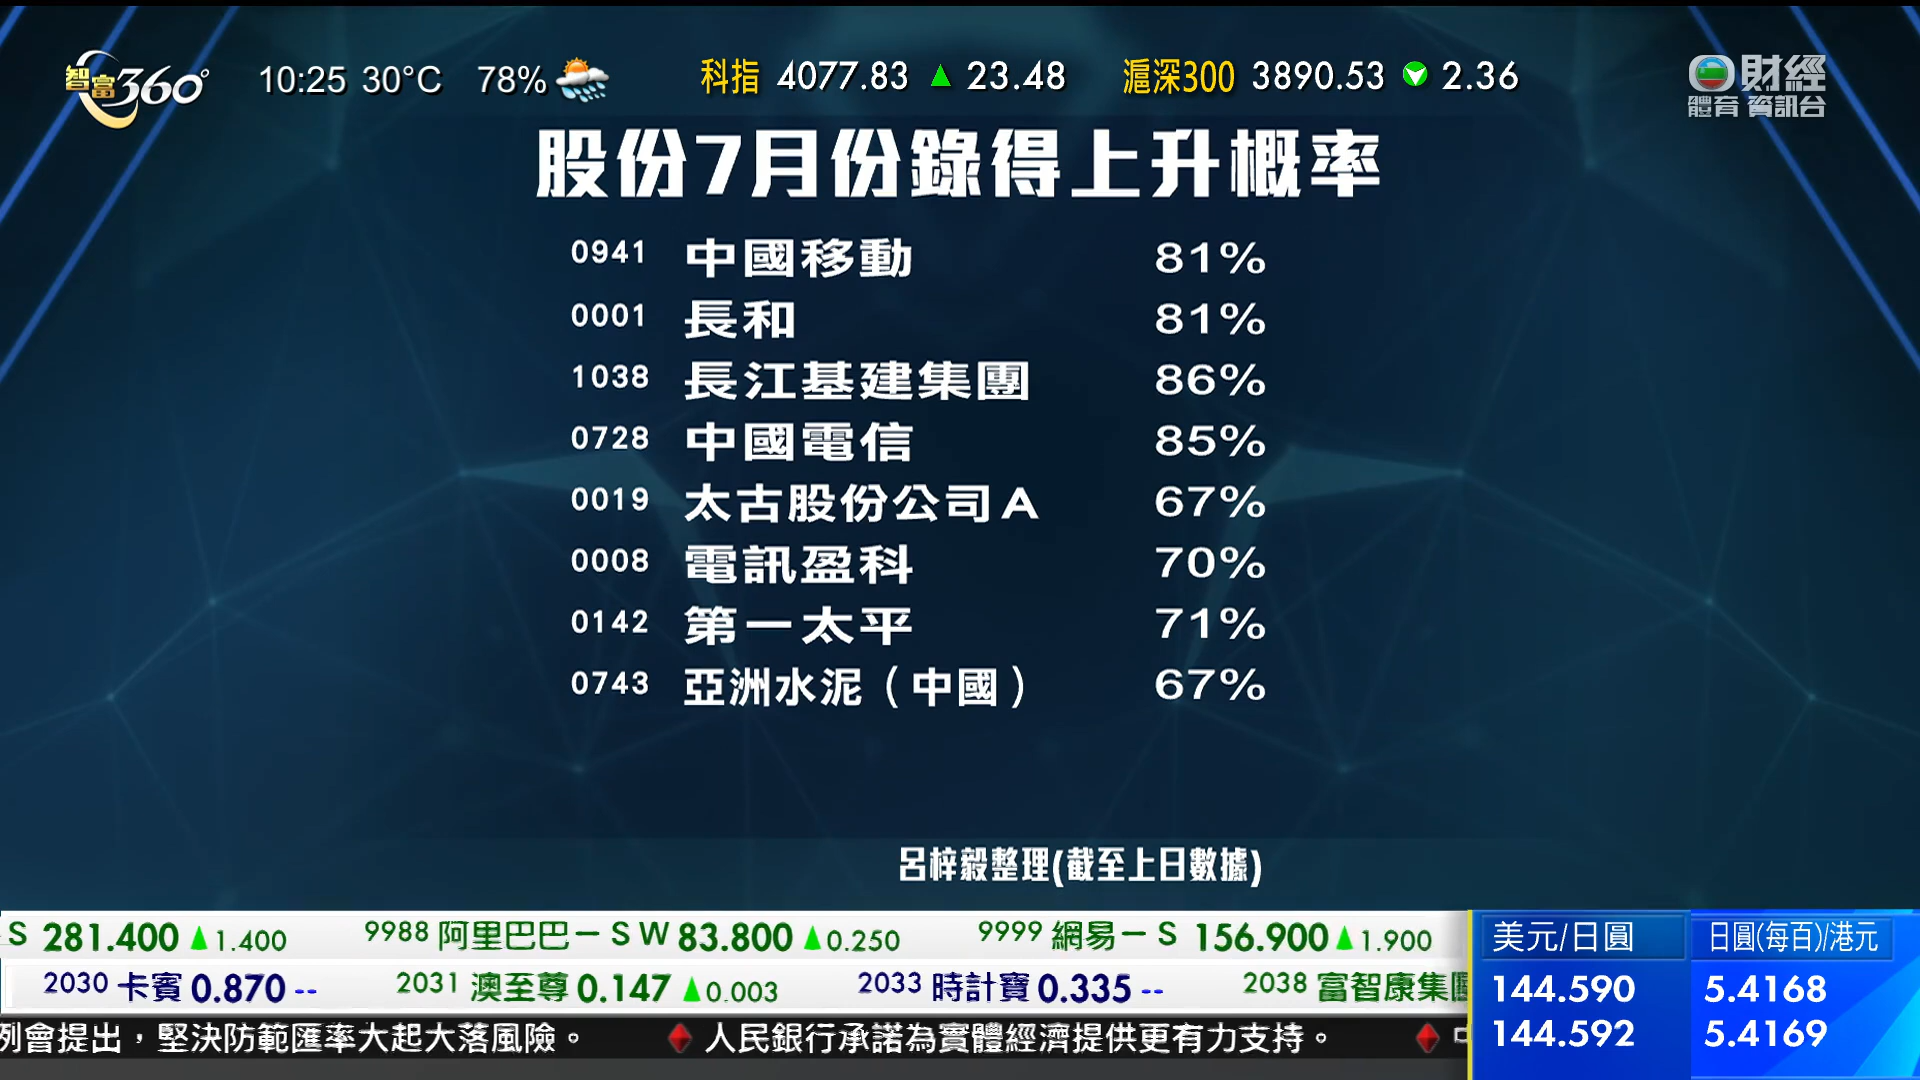 智富360° 10:25 30°C 78% 科指 4077.83 ▲ 23.48 滬深300 3890.53 ▼ 2.36 財經
體育 資訊台
股份7月份錄得上升概率
0941 中國移動 81%
0001 長和 81%
1038 長江基建集團 86%
0728 中國電信 85%
0019 太古股份公司A 67%
0008 電訊盈科 70%
0142 第一太平 71%
0743 亞洲水泥（中國） 67%
呂梓毅整理(截至上日數據)
S 281.400 ▲1.400 9988 阿里巴巴－ＳＷ 83.800 ▲0.250 9999 網易－Ｓ 156.900 ▲1.900
2030 卡賓 0.870 -- 2031 澳至尊 0.147 ▲0.003 2033 時計寶 0.335 -- 2038 富智康集團
例會提出，堅決防範匯率大起大落風險。 ◆ 人民銀行承諾為實體經濟提供更有力支持。 ◆
美元/日圓 日圓(每百)/港元
144.590 5.4168
144.592 5.4169